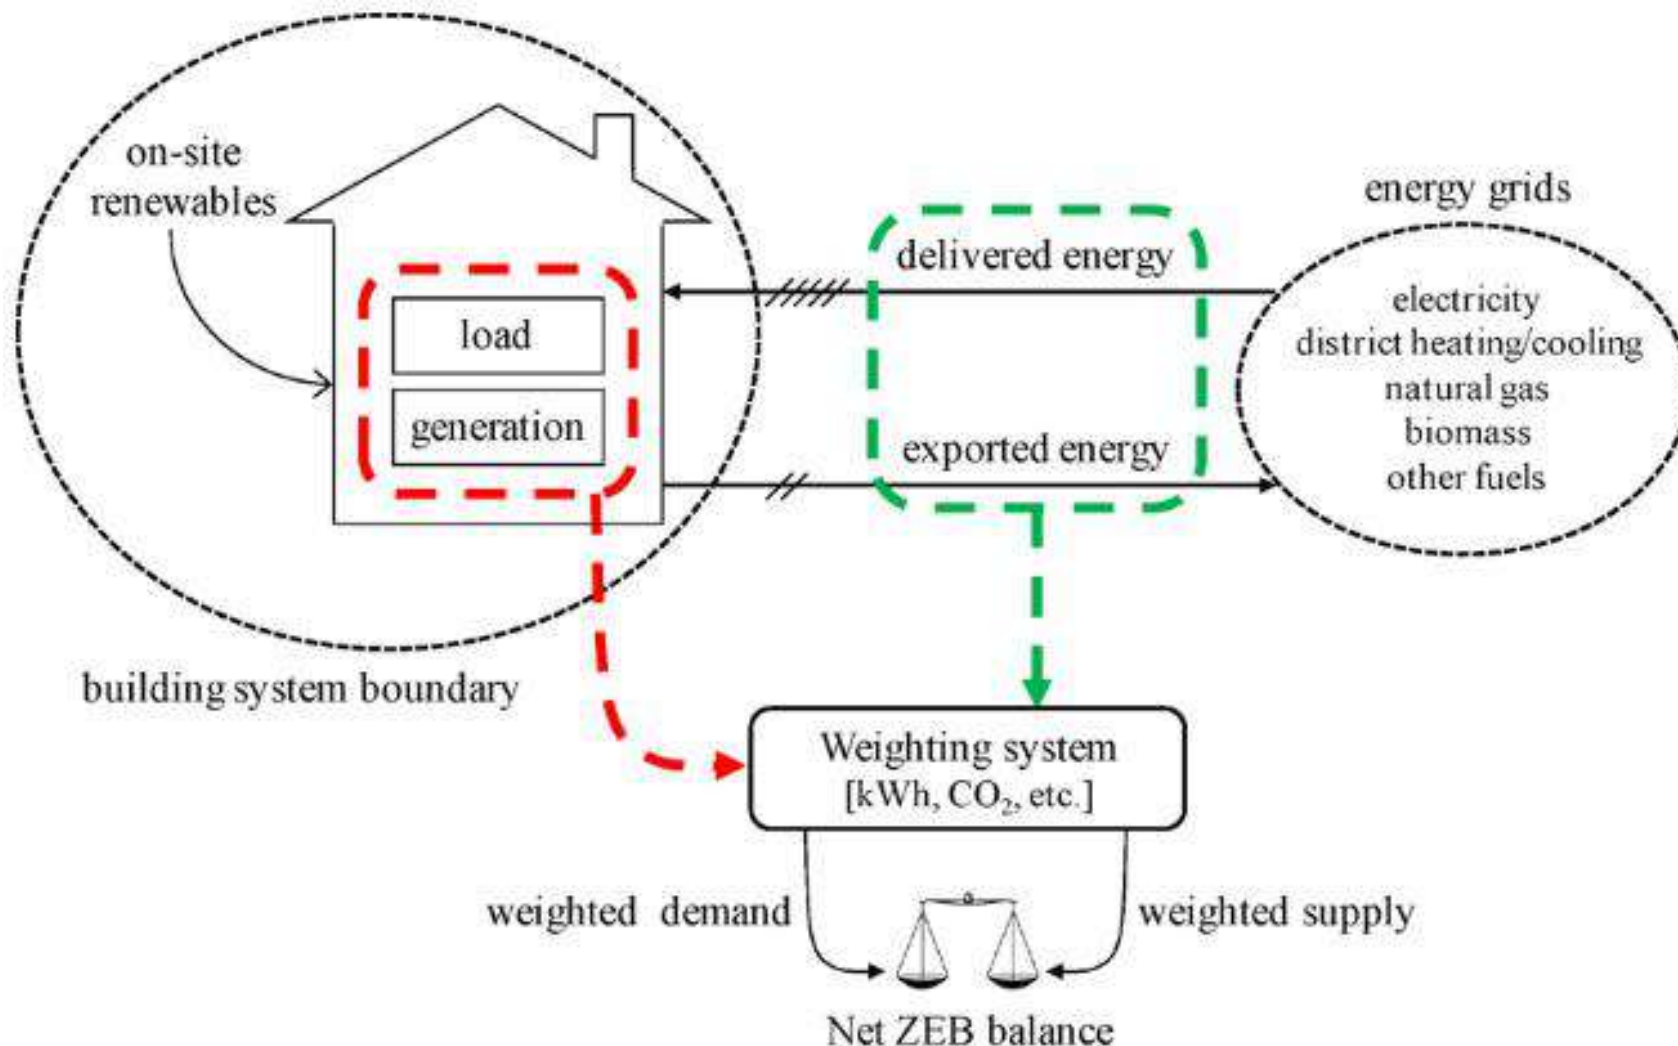 on-site
renewables
load
generation
building system boundary
delivered energy
exported energy
energy grids
electricity
district heating/cooling
natural gas
biomass
other fuels
Weighting system
[kWh, CO₂, etc.]
weighted demand
weighted supply
Net ZEB balance